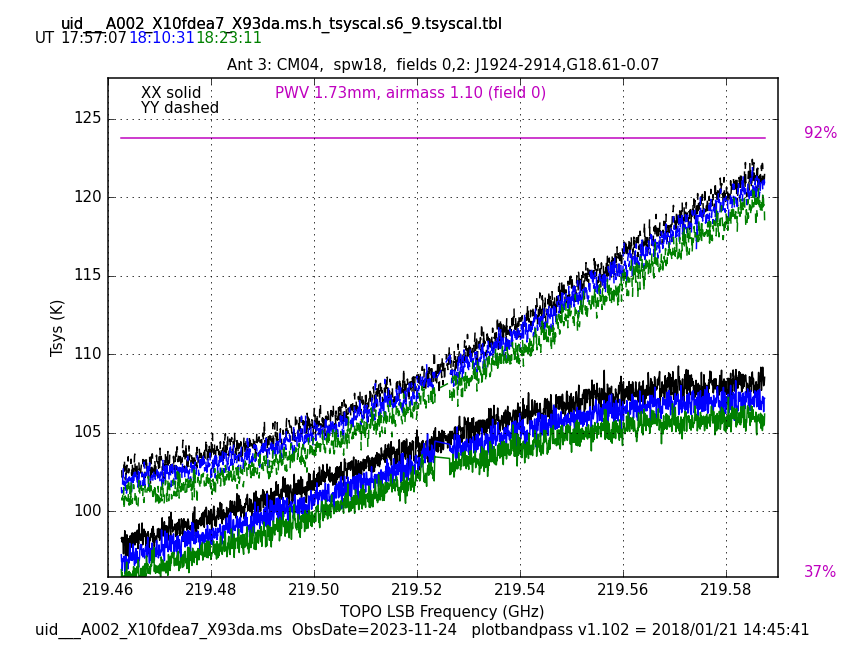 uid___A002_X10fdea7_X93da.ms.h_tsyscal.s6_9.tsyscal.tbl
UT 17:57:07 18:10:31 18:23:11
Ant 3: CM04,  spw18,  fields 0,2: J1924-2914,G18.61-0.07
XX solid
YY dashed
PWV 1.73mm, airmass 1.10 (field 0)
92%
37%
125
120
115
110
105
100
Tsys (K)
219.46 219.48 219.50 219.52 219.54 219.56 219.58
TOPO LSB Frequency (GHz)
uid___A002_X10fdea7_X93da.ms  ObsDate=2023-11-24   plotbandpass v1.102 = 2018/01/21 14:45:41